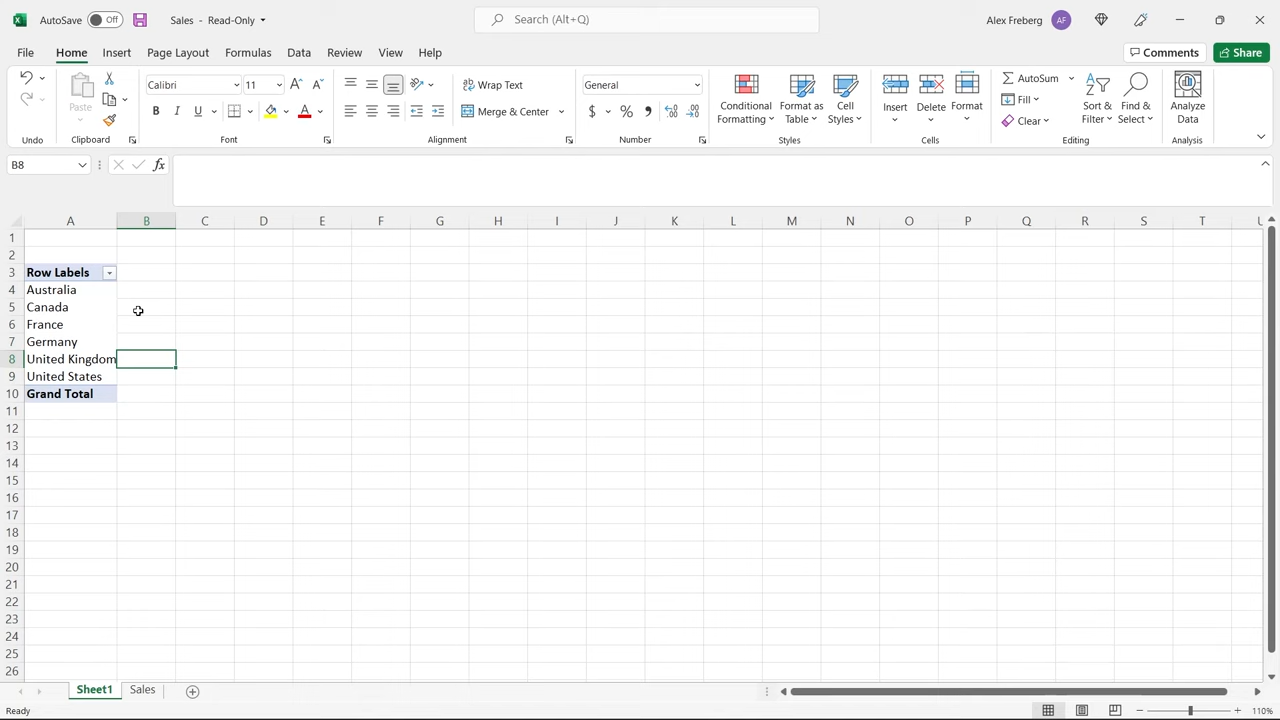 AutoSave Off Sales - Read-Only Search (Alt+Q) Alex Freberg AF
File Home Insert Page Layout Formulas Data Review View Help Comments Share
Paste Calibri 11 Wrap Text General Conditional Formatting Format as Table Cell Styles Insert Delete Format AutoSum Sort & Filter Find & Select Analyze Data
B I U A Merge & Center $ % Fill
Clear
Undo Clipboard Font Alignment Number Styles Cells Editing Analysis
B8 fx
A B C D E F G H I J K L M N O P Q R S T U
1
2
3 Row Labels
4 Australia
5 Canada
6 France
7 Germany
8 United Kingdom
9 United States
10 Grand Total
11
12
13
14
15
16
17
18
19
20
21
22
23
24
25
26
Sheet1 Sales
Ready 110%